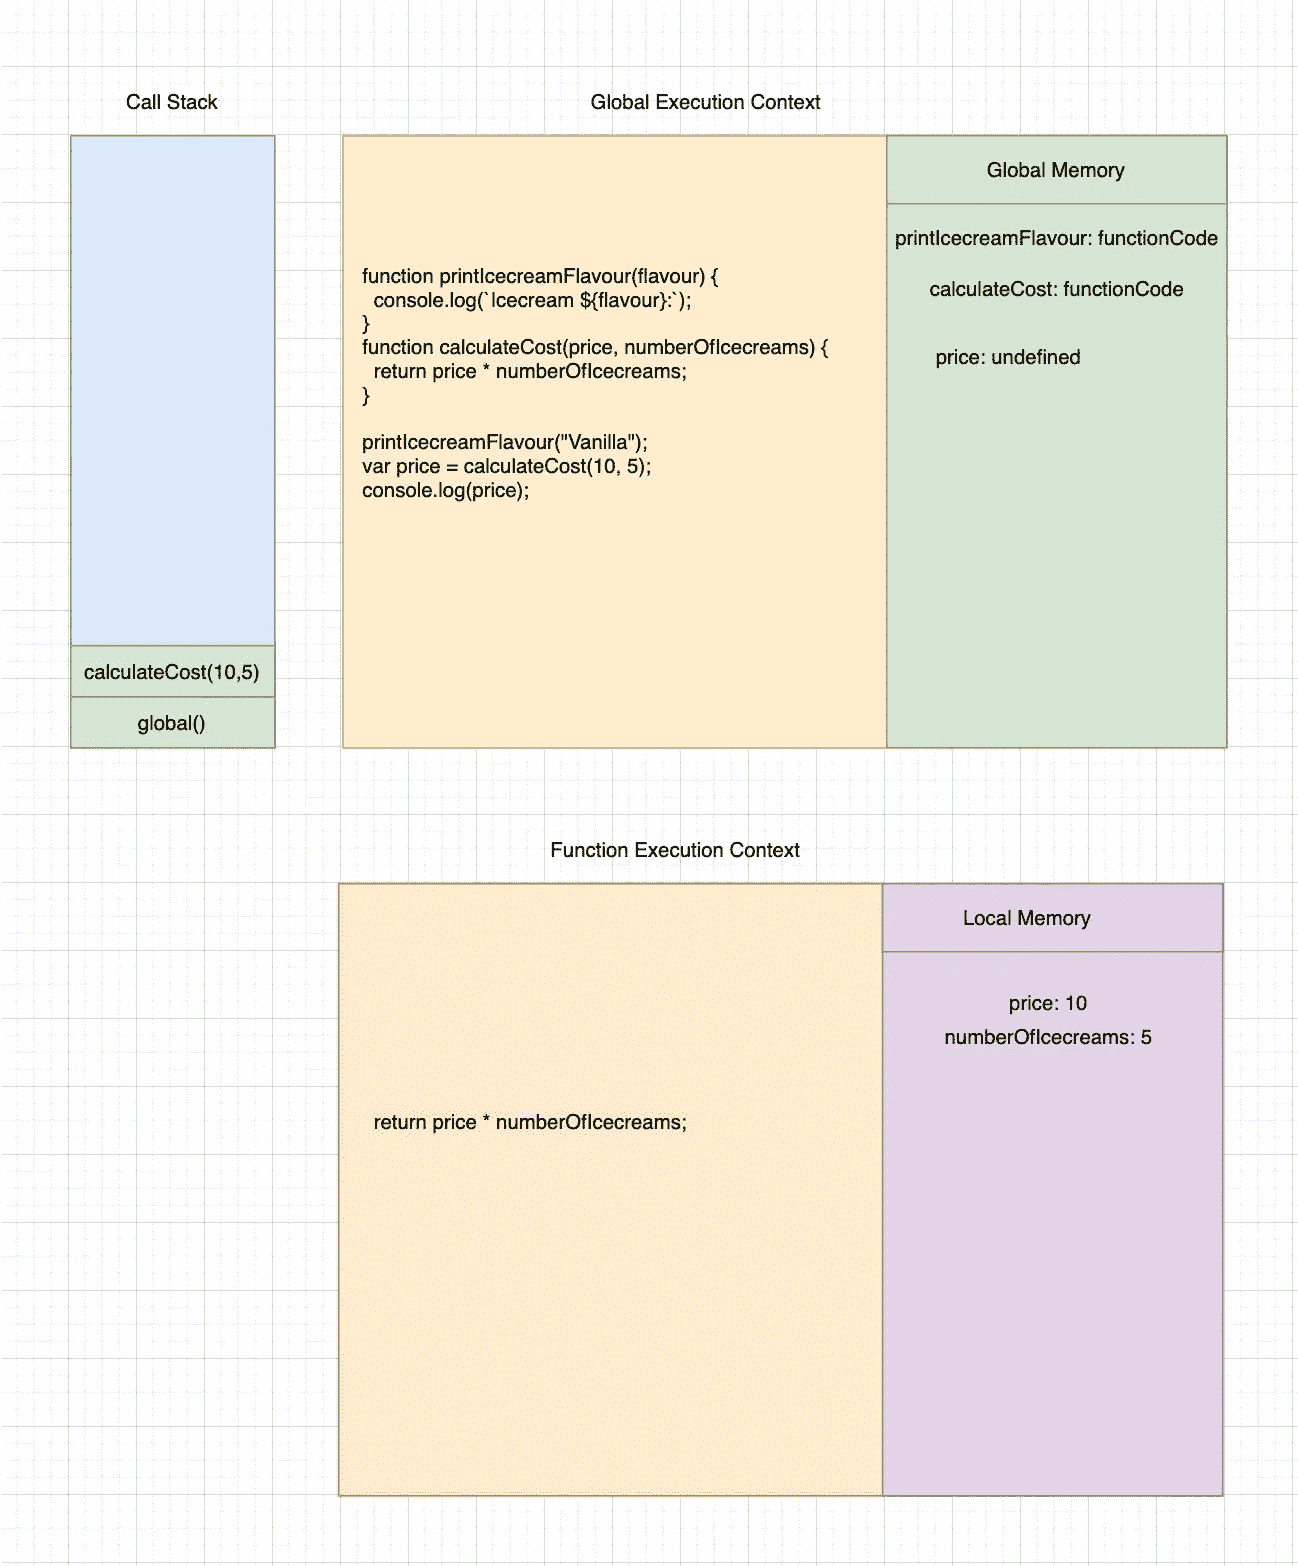 Call Stack
calculateCost(10,5)
global()
Global Execution Context
function printIcecreamFlavour(flavour) {
console.log(`Icecream ${flavour}:`);
}
function calculateCost(price, numberOfIcecreams) {
return price * numberOfIcecreams;
}
printIcecreamFlavour("Vanilla");
var price = calculateCost(10, 5);
console.log(price);
Global Memory
printIcecreamFlavour: functionCode
calculateCost: functionCode
price: undefined
Function Execution Context
return price * numberOfIcecreams;
Local Memory
price: 10
numberOfIcecreams: 5